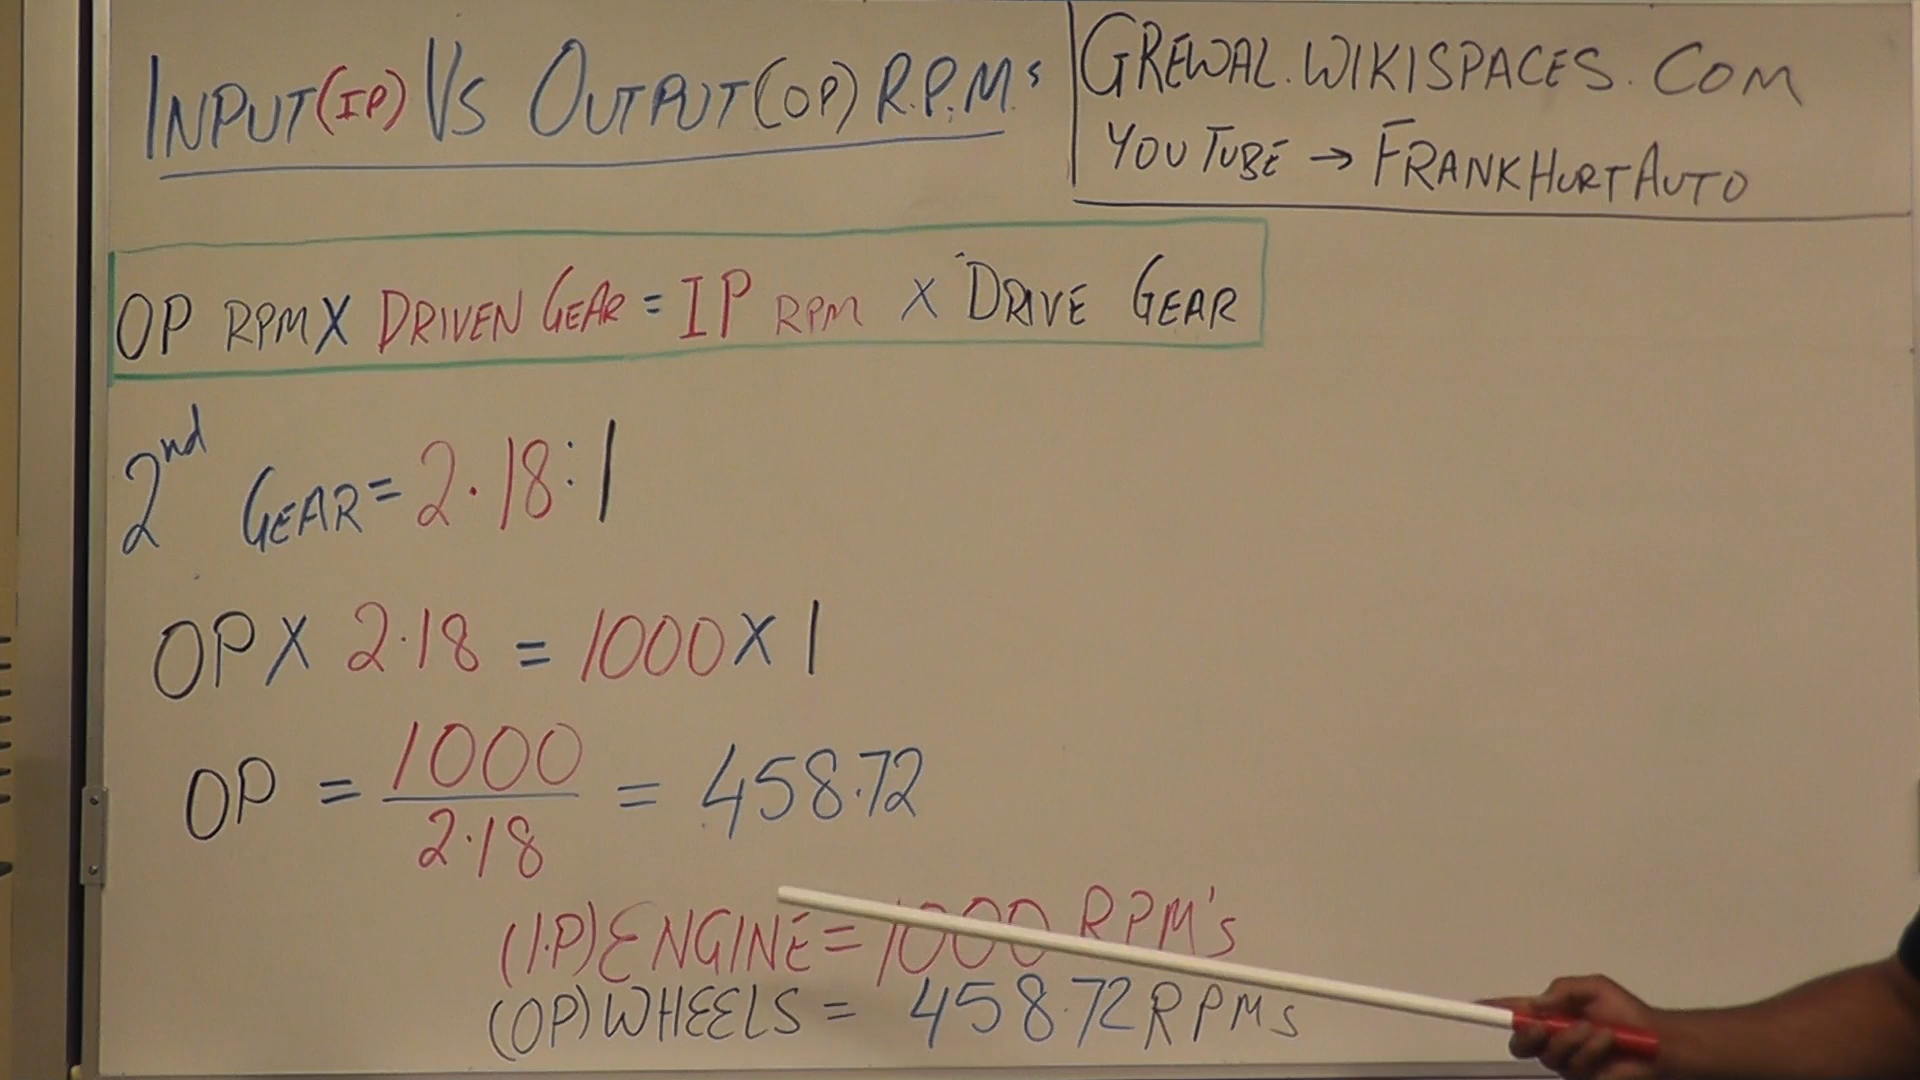 INPUT(IP) VS OUTPUT(OP) R.P.M.s
GREWAL.WIKISPACES.COM
YOUTUBE → FRANKHURTAUTO
OP RPM X DRIVEN GEAR = IP RPM X DRIVE GEAR
2nd GEAR = 2.18:1
OP X 2.18 = 1000 X 1
OP = 1000/2.18 = 458.72
(I.P) ENGINE = 1000 RPM's
(OP) WHEELS = 458.72 RPMs